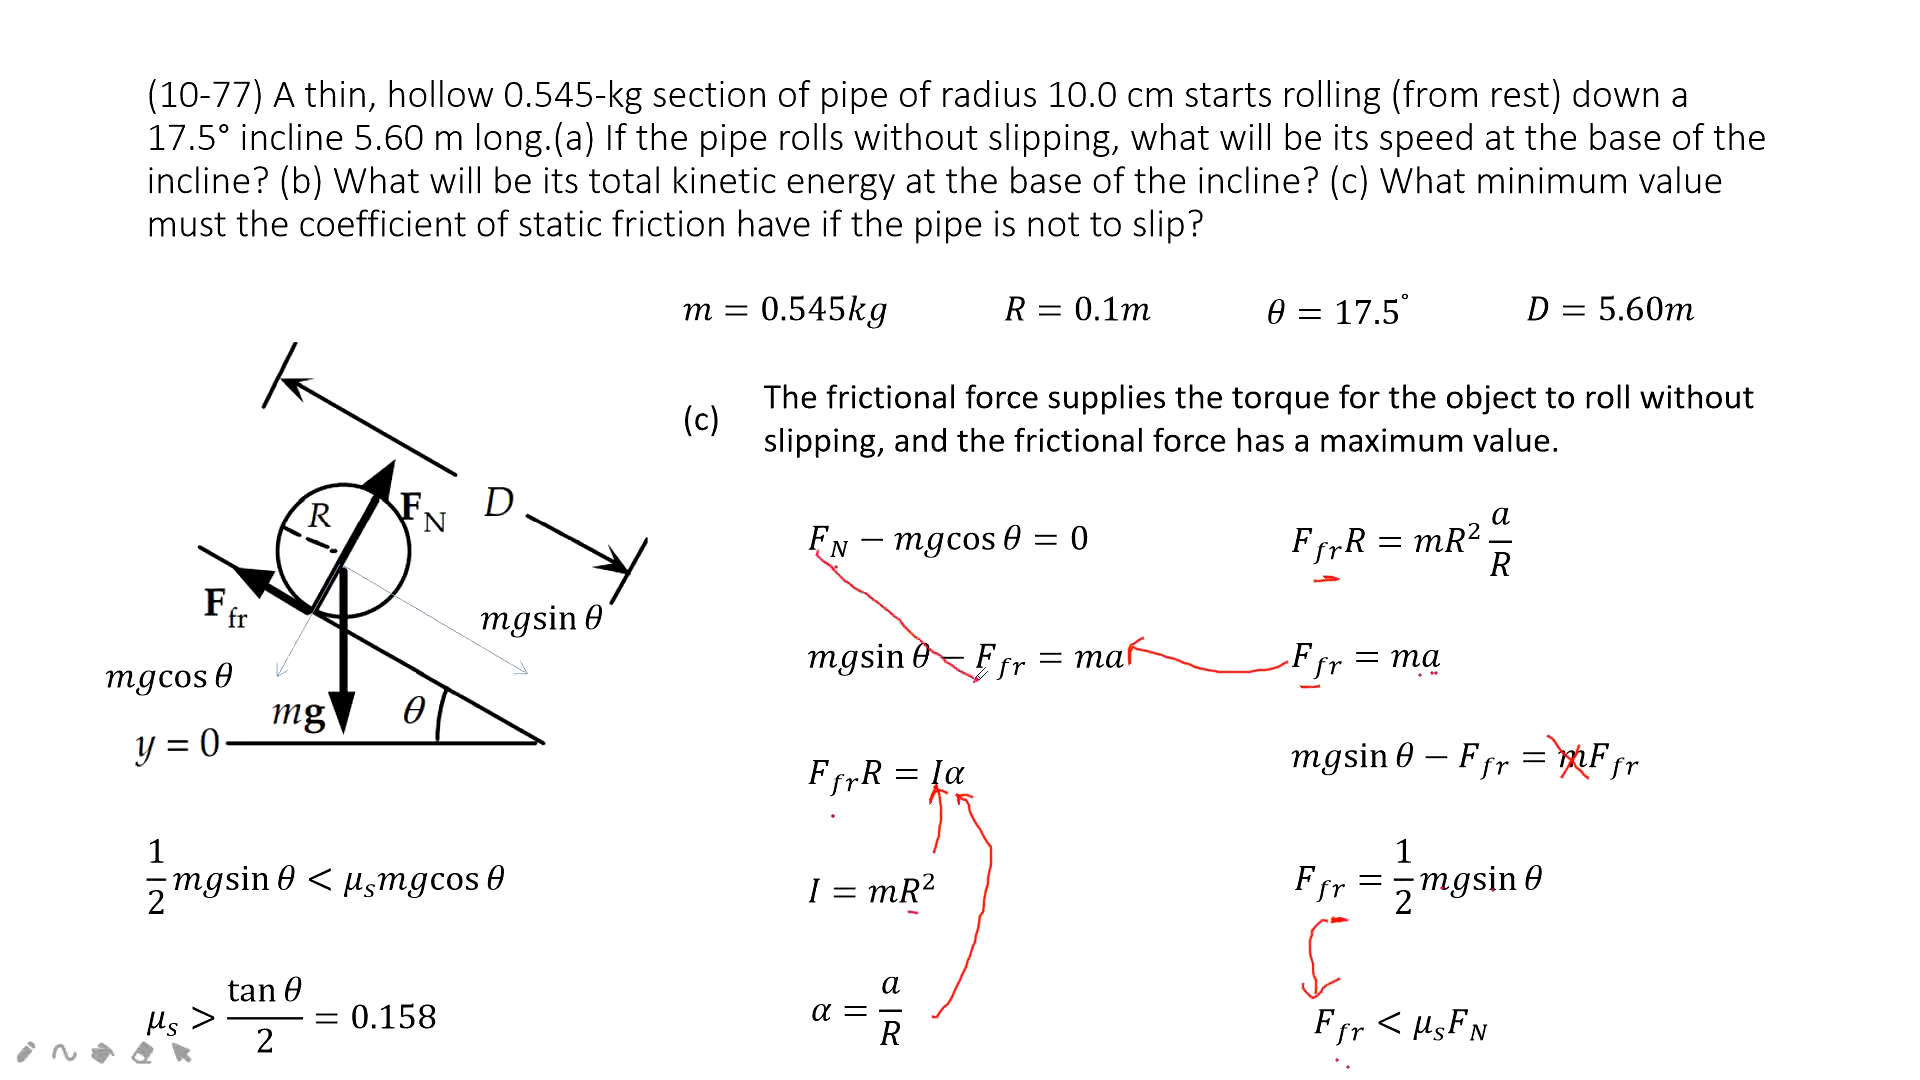 (10-77) A thin, hollow 0.545-kg section of pipe of radius 10.0 cm starts rolling (from rest) down a
17.5° incline 5.60 m long.(a) If the pipe rolls without slipping, what will be its speed at the base of the
incline? (b) What will be its total kinetic energy at the base of the incline? (c) What minimum value
must the coefficient of static friction have if the pipe is not to slip?
m = 0.545kg
R = 0.1m
θ = 17.5°
D = 5.60m
(c)
The frictional force supplies the torque for the object to roll without
slipping, and the frictional force has a maximum value.
R
F_N
D
F_fr
mgsin θ
mgcos θ
mg
θ
y = 0
F_N − mgcos θ = 0
mgsin θ − F_fr = ma
F_fr R = Iα
I = mR²
α = a/R
F_fr R = mR² a/R
F_fr = ma
mgsin θ − F_fr = mF_fr
F_fr = 1/2 mgsin θ
F_fr < μ_s F_N
1/2 mgsin θ < μ_s mgcos θ
μ_s > tan θ/2 = 0.158